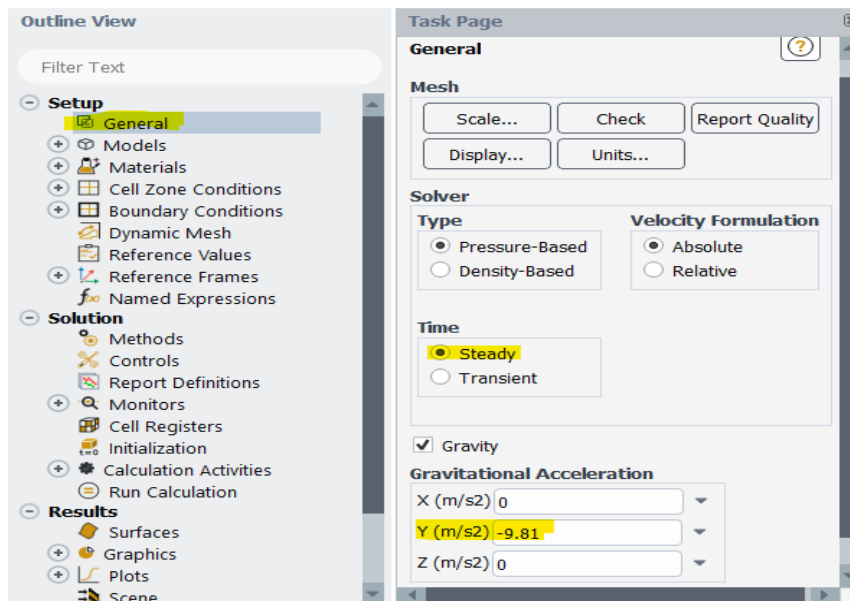 Outline View
Filter Text
Setup
General
Models
Materials
Cell Zone Conditions
Boundary Conditions
Dynamic Mesh
Reference Values
Reference Frames
fx Named Expressions
Solution
Methods
Controls
Report Definitions
Monitors
Cell Registers
t=0 Initialization
Calculation Activities
Run Calculation
Results
Surfaces
Graphics
Plots
Scene
Task Page
General
?
Mesh
Scale... Check Report Quality
Display... Units...
Solver
Type Velocity Formulation
Pressure-Based Absolute
Density-Based Relative
Time
Steady
Transient
Gravity
Gravitational Acceleration
X (m/s2) 0
Y (m/s2) -9.81
Z (m/s2) 0